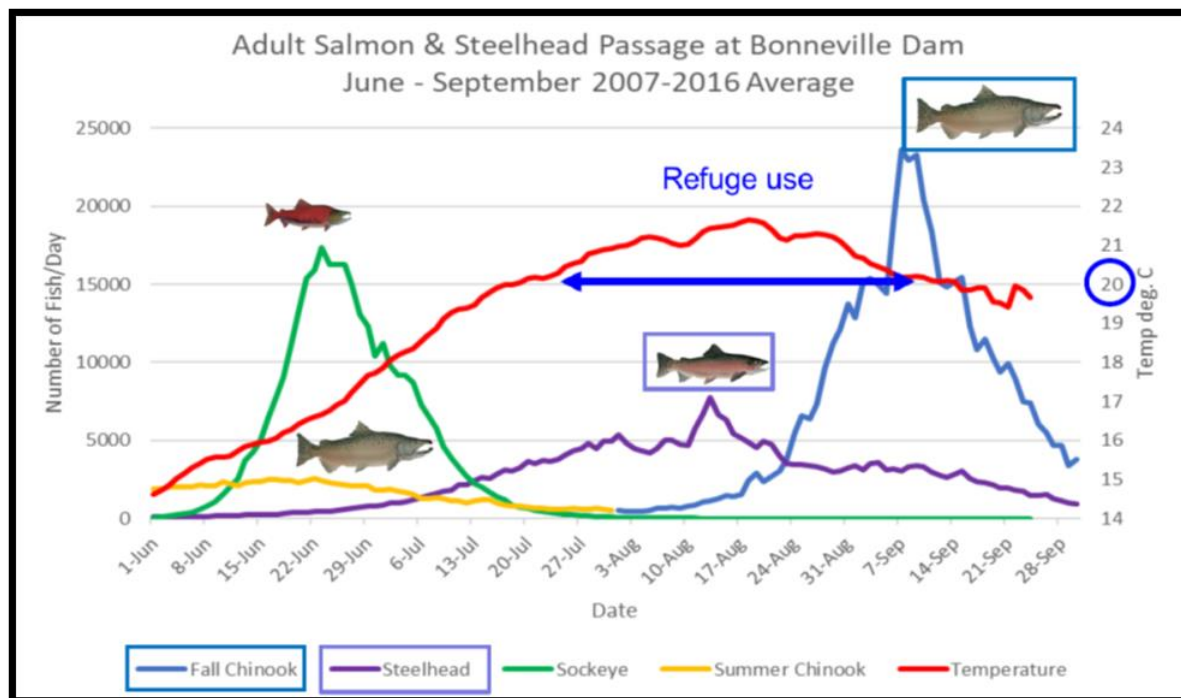 Adult Salmon & Steelhead Passage at Bonneville Dam
June - September 2007-2016 Average
25000
20000
15000
10000
5000
0
Number of Fish/Day
Refuge use
24
23
22
21
20
19
18
17
16
15
14
Temp deg. C
1-Jun
8-Jun
15-Jun
22-Jun
29-Jun
6-Jul
13-Jul
20-Jul
27-Jul
3-Aug
10-Aug
17-Aug
24-Aug
31-Aug
7-Sep
14-Sep
21-Sep
28-Sep
Date
Fall Chinook Steelhead Sockeye Summer Chinook Temperature